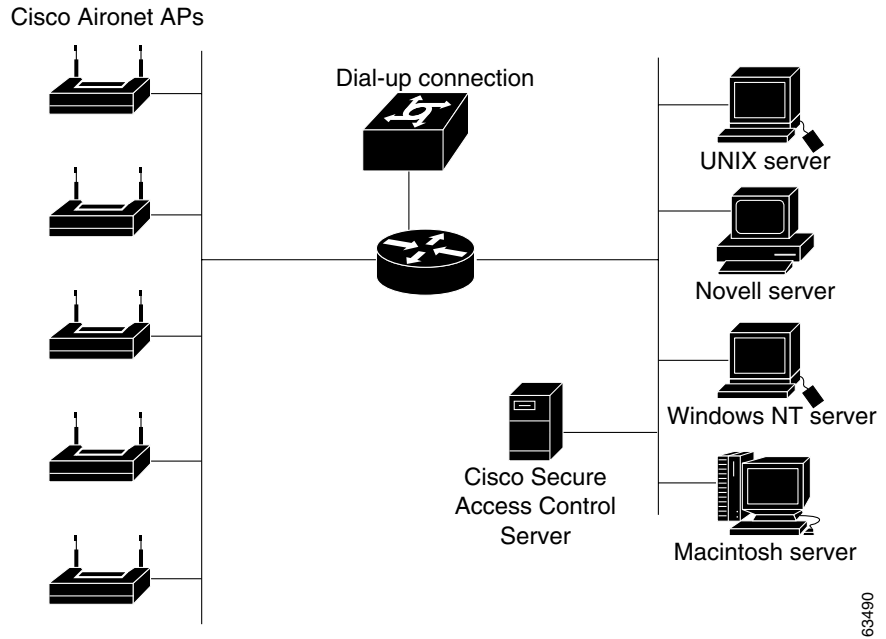 Cisco Aironet APs
Dial-up connection
UNIX server
Novell server
Windows NT server
Cisco Secure
Access Control
Server
Macintosh server
63490